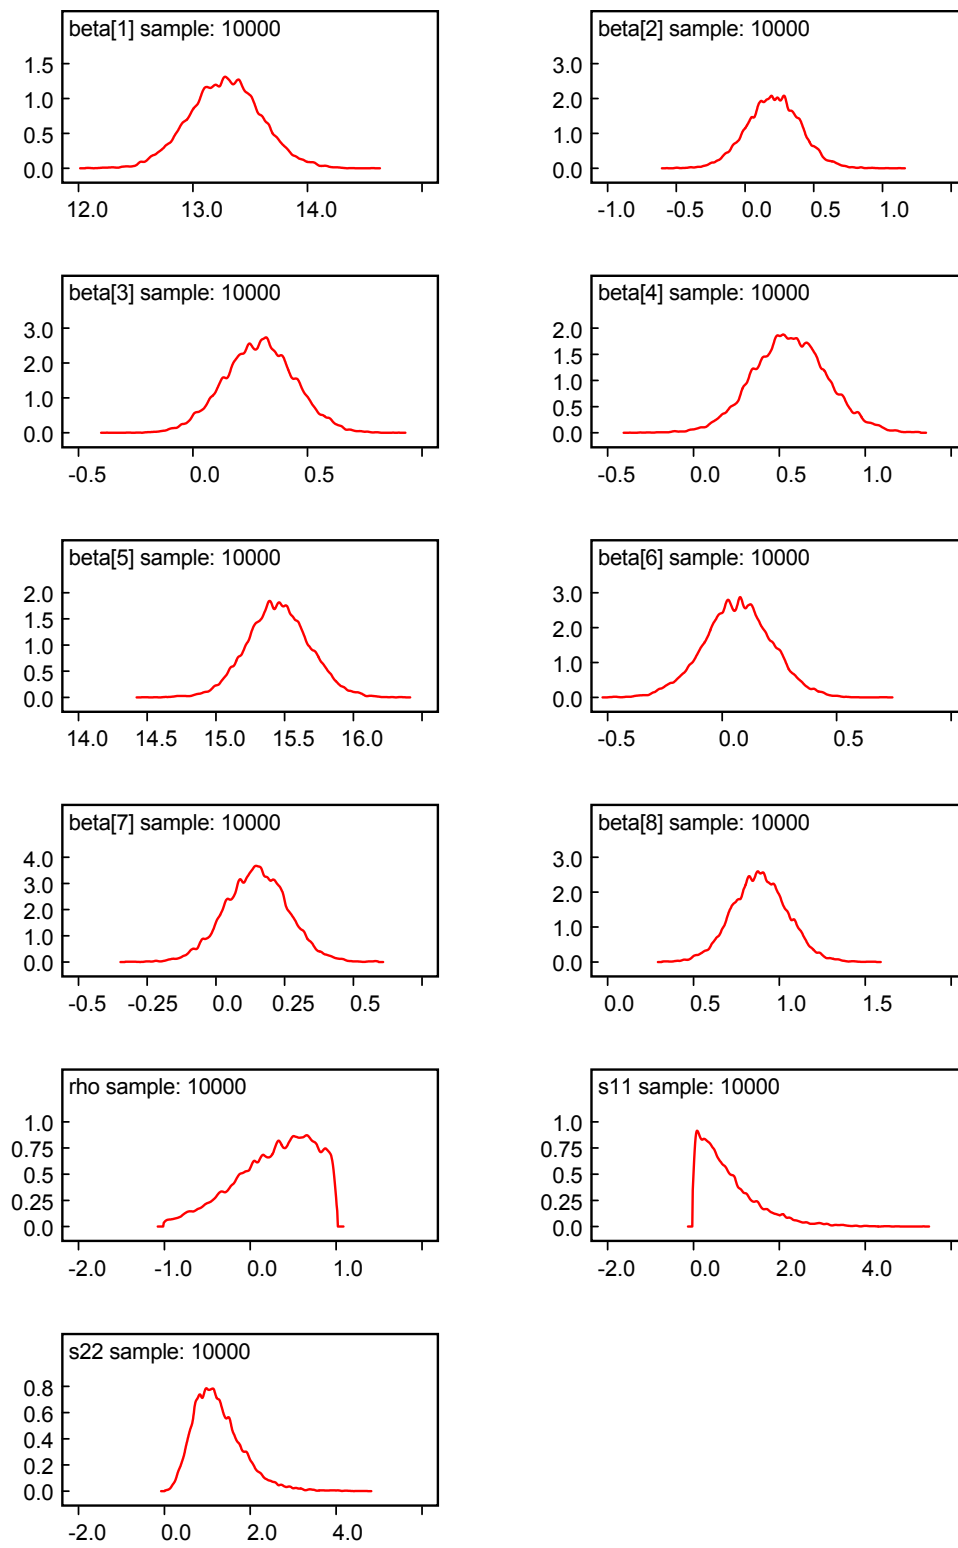 beta[1] sample: 10000
1.5
1.0
0.5
0.0
12.0 13.0 14.0
beta[2] sample: 10000
3.0
2.0
1.0
0.0
-1.0 -0.5 0.0 0.5 1.0
beta[3] sample: 10000
3.0
2.0
1.0
0.0
-0.5 0.0 0.5
beta[4] sample: 10000
2.0
1.5
1.0
0.5
0.0
0.0 0.5 1.0
beta[5] sample: 10000
2.0
1.5
1.0
0.5
0.0
14.0 14.5 15.0 15.5 16.0
beta[6] sample: 10000
3.0
2.0
1.0
0.0
-0.5 0.0 0.5
beta[7] sample: 10000
4.0
3.0
2.0
1.0
0.0
-0.5 -0.25 0.0 0.25 0.5
beta[8] sample: 10000
3.0
2.0
1.0
0.0
0.0 0.5 1.0 1.5
rho sample: 10000
1.0
0.75
0.5
0.25
0.0
-2.0 -1.0 0.0 1.0
s11 sample: 10000
1.0
0.75
0.5
0.25
0.0
-2.0 0.0 2.0 4.0
s22 sample: 10000
0.8
0.6
0.4
0.2
0.0
-2.0 0.0 2.0 4.0